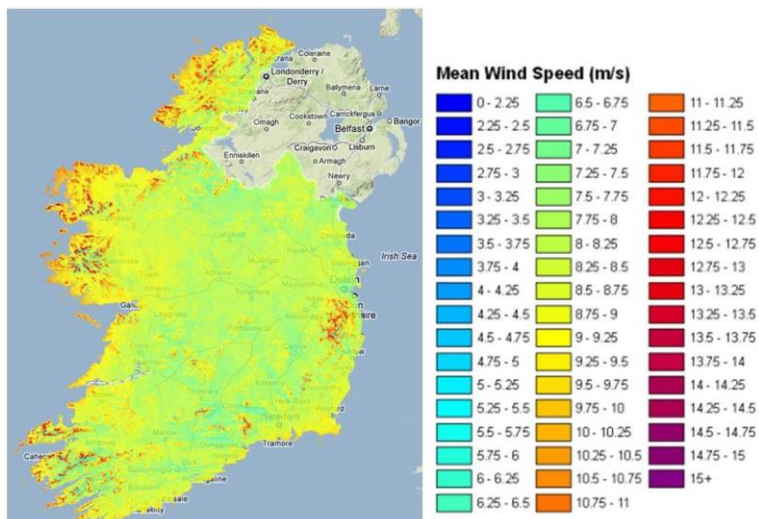 Coleraine
Londonderry /
Derry
Ballymena
Larne
Omagh
Cookstown
Carrickfergus
Bangor
Belfast
Lisburn
Craigavon
Enniskillen
Armagh
Newry
Irish Sea
Dublin
Waterford
Tramore
Mean Wind Speed (m/s)
0 - 2.25
2.25 - 2.5
2.5 - 2.75
2.75 - 3
3 - 3.25
3.25 - 3.5
3.5 - 3.75
3.75 - 4
4 - 4.25
4.25 - 4.5
4.5 - 4.75
4.75 - 5
5 - 5.25
5.25 - 5.5
5.5 - 5.75
5.75 - 6
6 - 6.25
6.25 - 6.5
6.5 - 6.75
6.75 - 7
7 - 7.25
7.25 - 7.5
7.5 - 7.75
7.75 - 8
8 - 8.25
8.25 - 8.5
8.5 - 8.75
8.75 - 9
9 - 9.25
9.25 - 9.5
9.5 - 9.75
9.75 - 10
10 - 10.25
10.25 - 10.5
10.5 - 10.75
10.75 - 11
11 - 11.25
11.25 - 11.5
11.5 - 11.75
11.75 - 12
12 - 12.25
12.25 - 12.5
12.5 - 12.75
12.75 - 13
13 - 13.25
13.25 - 13.5
13.5 - 13.75
13.75 - 14
14 - 14.25
14.25 - 14.5
14.5 - 14.75
14.75 - 15
15+